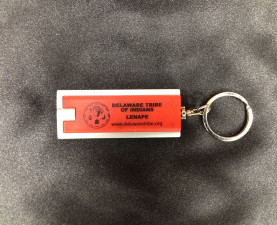 DELAWARE TRIBE
OF INDIANS
LENAPE
www.delawaretribe.org